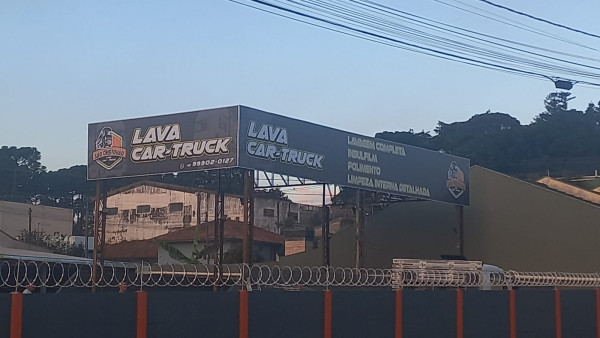 LAVA
CAR-TRUCK
99902-0127
LAVA
CAR-TRUCK
LAVAGEM COMPLETA
INSULFILM
POLIMENTO
LIMPEZA INTERNA DETALHADA